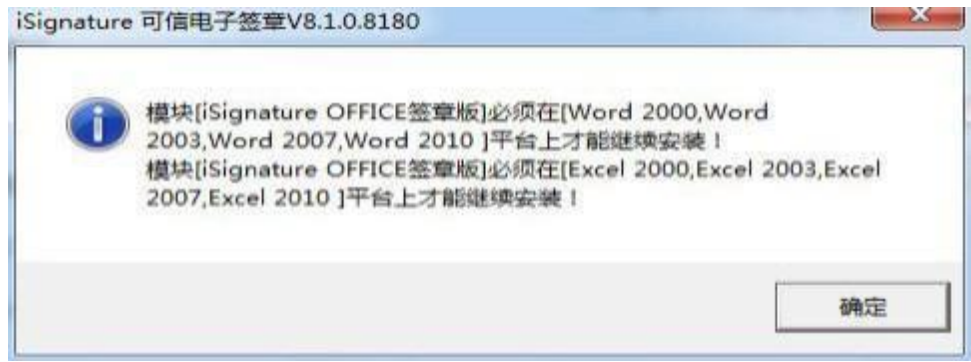 iSignature 可信电子签章V8.1.0.8180
模块[iSignature OFFICE签章版]必须在[Word 2000,Word
2003,Word 2007,Word 2010 ]平台上才能继续安装！
模块[iSignature OFFICE签章版]必须在[Excel 2000,Excel 2003,Excel
2007,Excel 2010 ]平台上才能继续安装！
确定